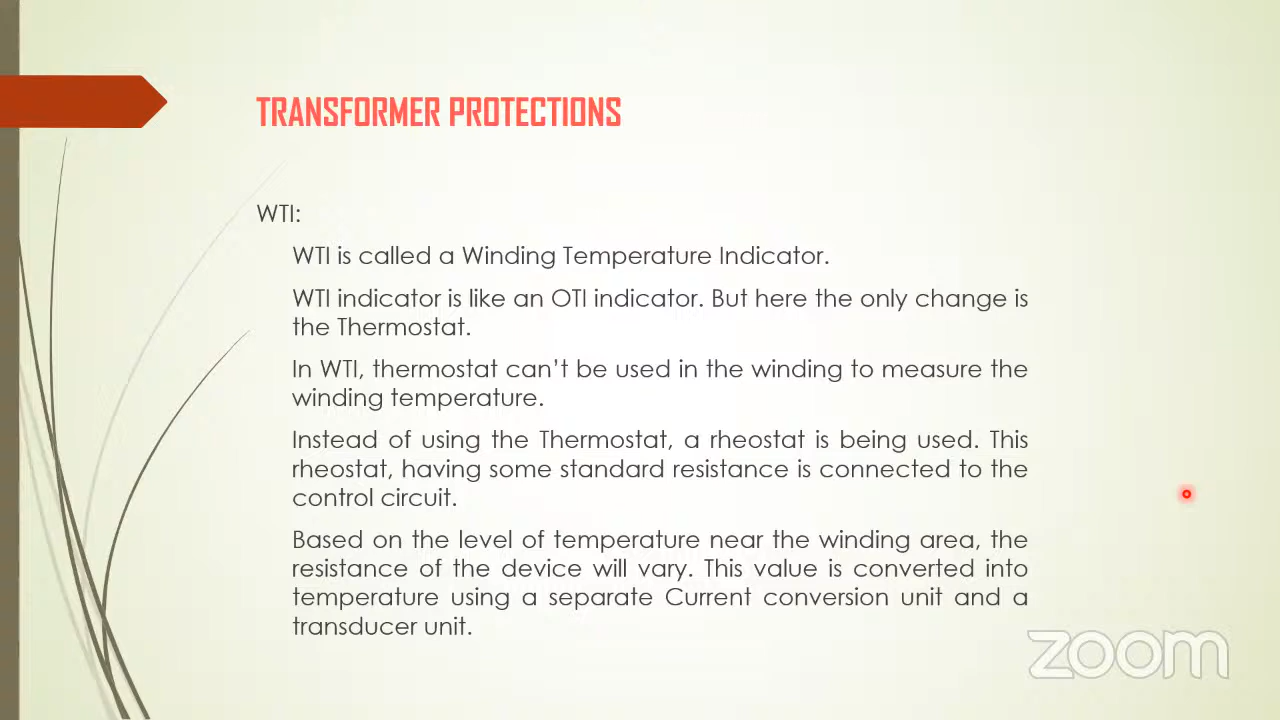 TRANSFORMER PROTECTIONS
WTI:
WTI is called a Winding Temperature Indicator.
WTI indicator is like an OTI indicator. But here the only change is
the Thermostat.
In WTI, thermostat can’t be used in the winding to measure the
winding temperature.
Instead of using the Thermostat, a rheostat is being used. This
rheostat, having some standard resistance is connected to the
control circuit.
Based on the level of temperature near the winding area, the
resistance of the device will vary. This value is converted into
temperature using a separate Current conversion unit and a
transducer unit.
zoom